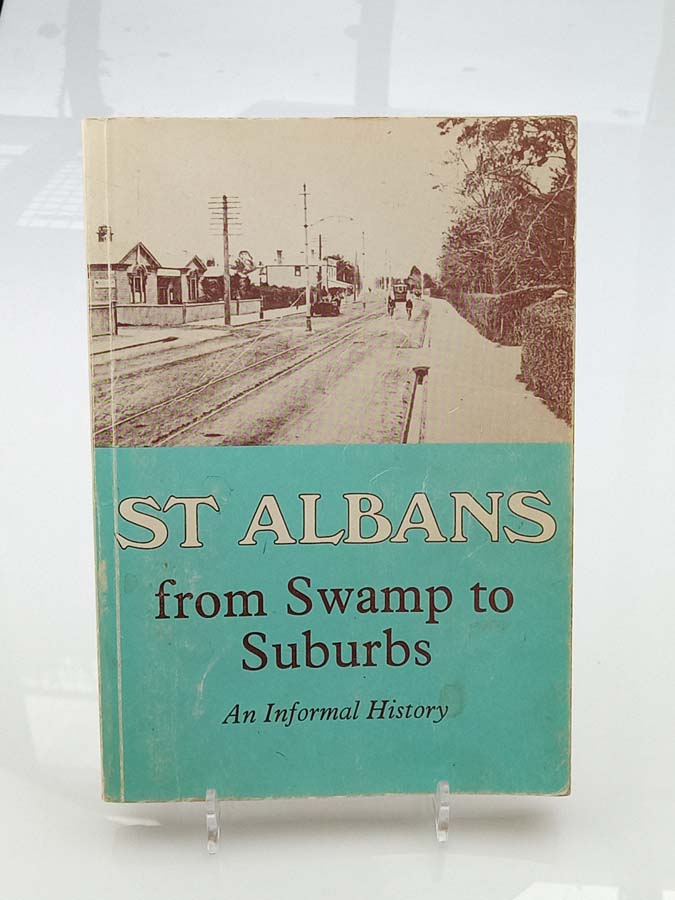 ST ALBANS
from Swamp to
Suburbs
An Informal History